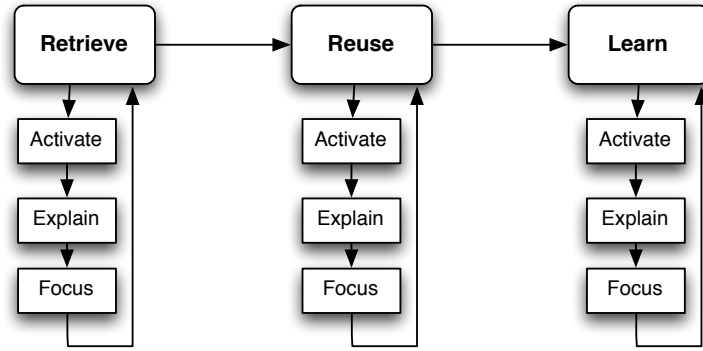 Retrieve
Reuse
Learn
Activate
Activate
Activate
Explain
Explain
Explain
Focus
Focus
Focus